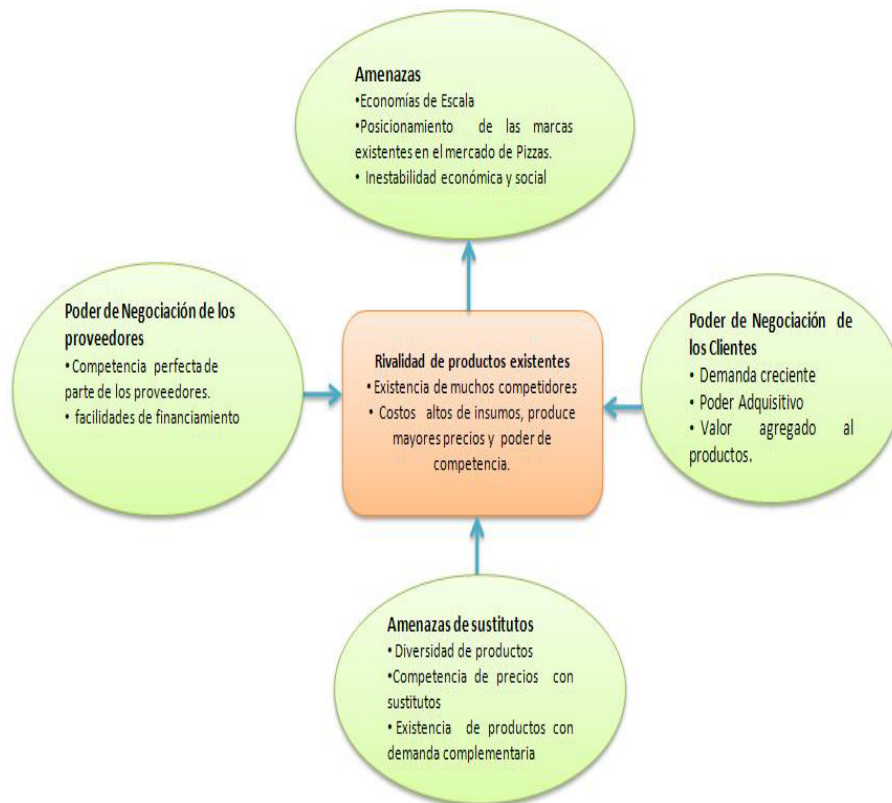 Amenazas
•Economías de Escala
•Posicionamiento de las marcas
existentes en el mercado de Pizzas.
• Inestabilidad económica y social
Poder de Negociación de los
proveedores
• Competencia perfecta de
parte de los proveedores.
• facilidades de financiamiento
Rivalidad de productos existentes
• Existencia de muchos competidores
• Costos altos de insumos, produce
mayores precios y poder de
competencia.
Poder de Negociación de
los Clientes
• Demanda creciente
• Poder Adquisitivo
• Valor agregado al
productos.
Amenazas de sustitutos
• Diversidad de productos
•Competencia de precios con
sustitutos
• Existencia de productos con
demanda complementaria